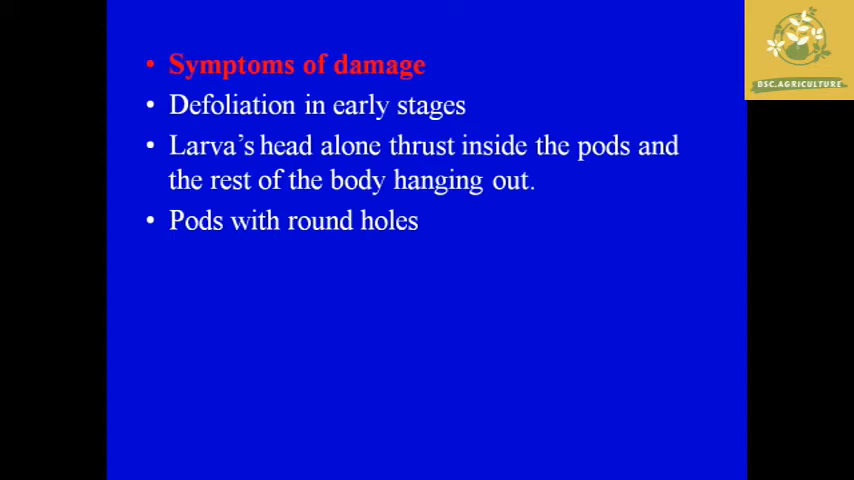 • Symptoms of damage
• Defoliation in early stages
• Larva's head alone thrust inside the pods and
the rest of the body hanging out.
• Pods with round holes
BSC.AGRICULTURE